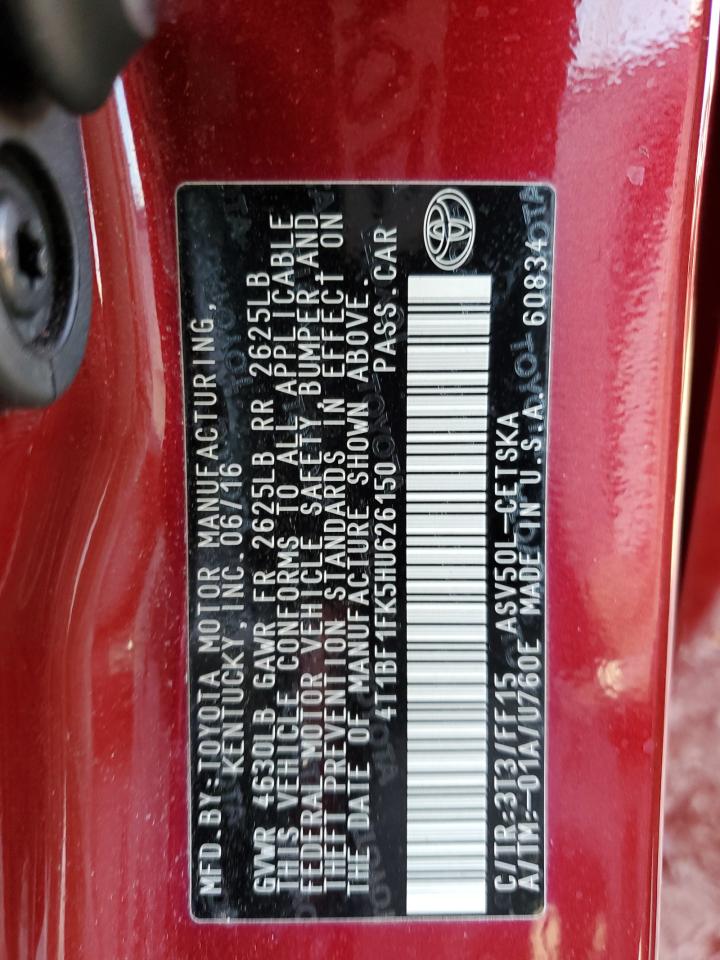 MFD.BY:TOYOTA MOTOR MANUFACTURING,
KENTUCKY,INC.06/16
GVWR 4630LB GAWR FR 2625LB RR 2625LB
THIS VEHICLE CONFORMS TO ALL APPLICABLE
FEDERAL MOTOR VEHICLE SAFETY, BUMPER,AND
THEFT PREVENTION STANDARDS IN EFFECT ON
THE DATE OF MANUFACTURE SHOWN ABOVE.
4T1BF1FK5HU626150 PASS.CAR
C/TR:3T3/FF15 ASV50L-CETSKA
A/TM:-01A/U760E MADE IN U.S.A. 60834